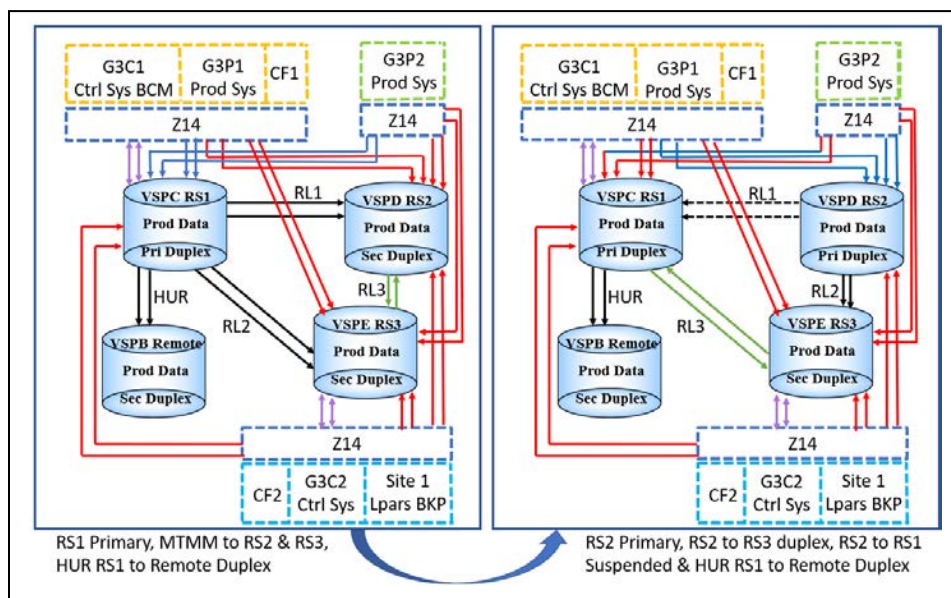 G3C1
Ctrl Sys BCM
G3P1
Prod Sys
CF1
G3P2
Prod Sys
Z14
Z14
VSPC RS1
Prod Data
Pri Duplex
RL1
VSPD RS2
Prod Data
Sec Duplex
HUR
RL2
RL3
VSPB Remote
Prod Data
Sec Duplex
VSPE RS3
Prod Data
Sec Duplex
Z14
CF2
G3C2
Ctrl Sys
Site 1
Lpars BKP
RS1 Primary, MTMM to RS2 & RS3,
HUR RS1 to Remote Duplex
G3C1
Ctrl Sys BCM
G3P1
Prod Sys
CF1
G3P2
Prod Sys
Z14
Z14
VSPC RS1
Prod Data
Pri Duplex
RL1
VSPD RS2
Prod Data
Pri Duplex
HUR
RL3
RL2
VSPB Remote
Prod Data
Sec Duplex
VSPE RS3
Prod Data
Sec Duplex
Z14
CF2
G3C2
Ctrl Sys
Site 1
Lpars BKP
RS2 Primary, RS2 to RS3 duplex, RS2 to RS1
Suspended & HUR RS1 to Remote Duplex